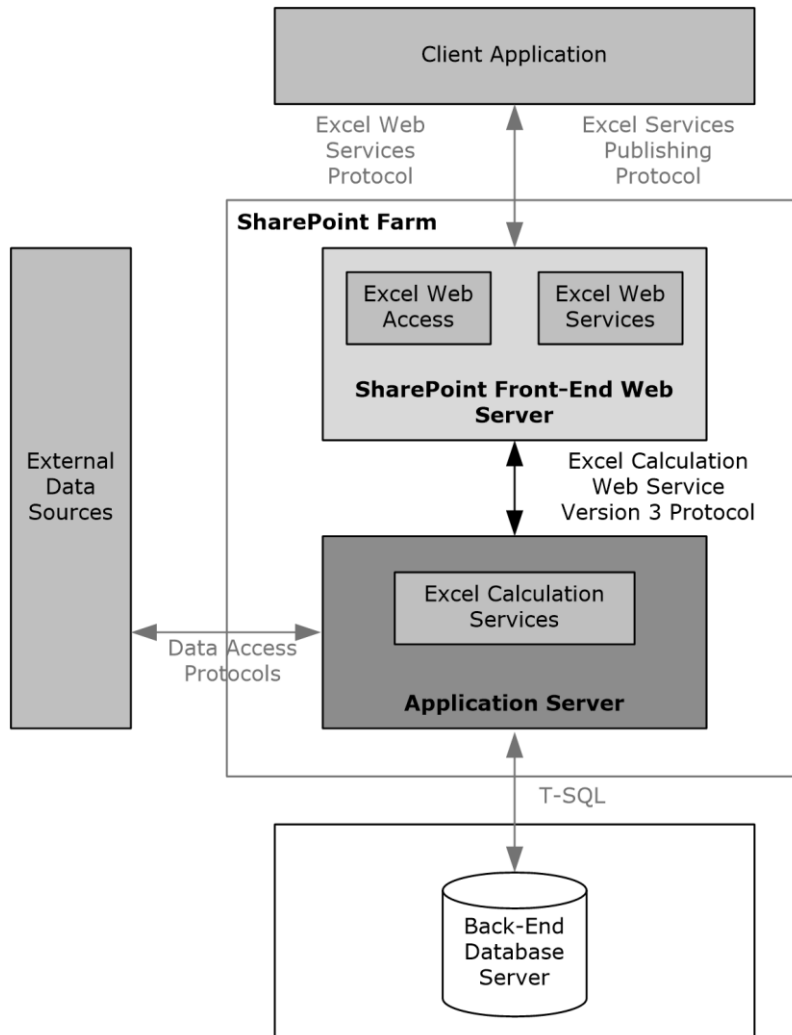 Client Application
Excel Web
Services
Protocol
Excel Services
Publishing
Protocol
SharePoint Farm
Excel Web
Access
Excel Web
Services
SharePoint Front-End Web
Server
External
Data
Sources
Excel Calculation
Web Service
Version 3 Protocol
Excel Calculation
Services
Data Access
Protocols
Application Server
T-SQL
Back-End
Database
Server